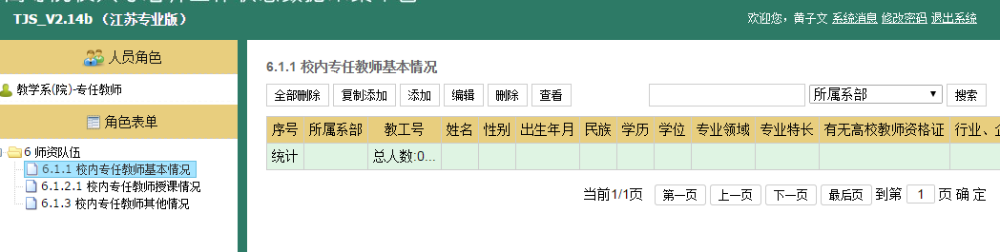 TJS_V2.14b（江苏专业版）
欢迎您，黄子文 系统消息 修改密码 退出系统
人员角色
教学系(院)-专任教师
角色表单
6 师资队伍
6.1.1 校内专任教师基本情况
6.1.2.1 校内专任教师授课情况
6.1.3 校内专任教师其他情况
6.1.1 校内专任教师基本情况
全部删除 复制添加 添加 编辑 删除 查看 所属系部 搜索
序号 所属系部 教工号 姓名 性别 出生年月 民族 学历 学位 专业领域 专业特长 有无高校教师资格证 行业、
统计 总人数:0...
当前1/1页 第一页 上一页 下一页 最后页 到第 1 页 确 定